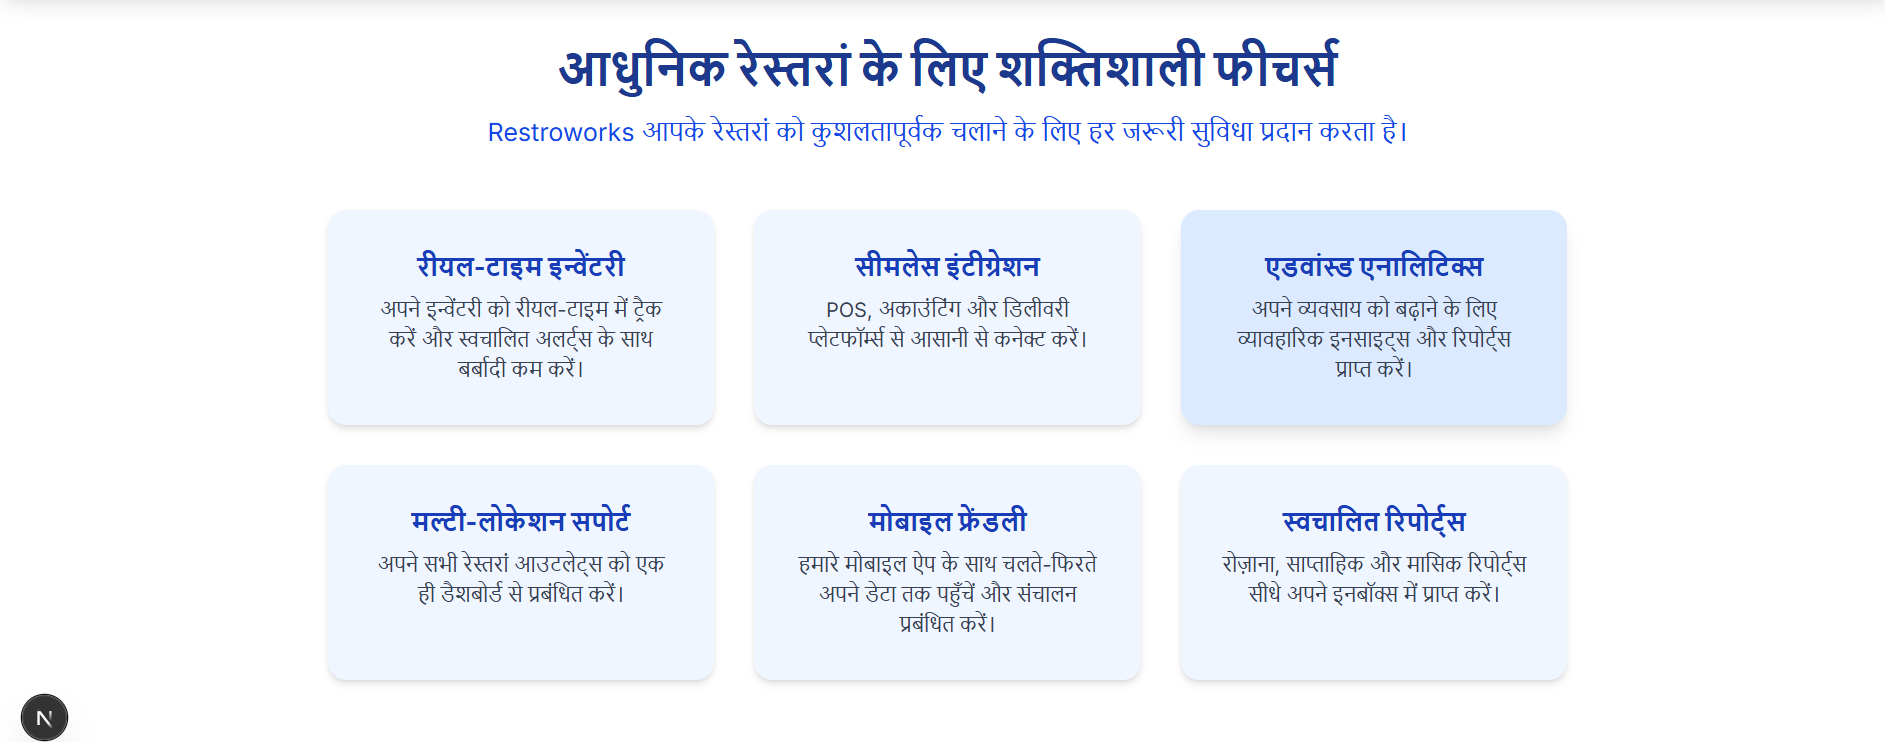 आधुनिक रेस्तरां के लिए शक्तिशाली फीचर्स
Restroworks आपके रेस्तरां को कुशलतापूर्वक चलाने के लिए हर जरूरी सुविधा प्रदान करता है।
रीयल-टाइम इन्वेंटरी
अपने इन्वेंटरी को रीयल-टाइम में ट्रैक
करें और स्वचालित अलर्ट्स के साथ
बर्बादी कम करें।
सीमलेस इंटीग्रेशन
POS, अकाउंटिंग और डिलीवरी
प्लेटफॉर्म्स से आसानी से कनेक्ट करें।
एडवांस्ड एनालिटिक्स
अपने व्यवसाय को बढ़ाने के लिए
व्यावहारिक इनसाइट्स और रिपोर्ट्स
प्राप्त करें।
मल्टी-लोकेशन सपोर्ट
अपने सभी रेस्तरां आउटलेट्स को एक
ही डैशबोर्ड से प्रबंधित करें।
मोबाइल फ्रेंडली
हमारे मोबाइल ऐप के साथ चलते-फिरते
अपने डेटा तक पहुँचें और संचालन
प्रबंधित करें।
स्वचालित रिपोर्ट्स
रोज़ाना, साप्ताहिक और मासिक रिपोर्ट्स
सीधे अपने इनबॉक्स में प्राप्त करें।
N